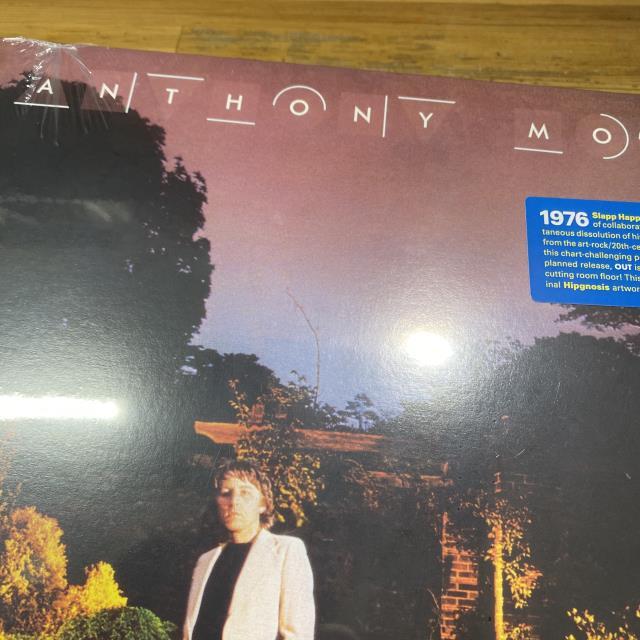 ANTHONY MO
1976 Slapp Happ
of collabora
taneous dissolution of hi
from the art-rock/20th-ce
this chart-challenging p
planned release, OUT is
cutting room floor! This
inal Hipgnosis artwor